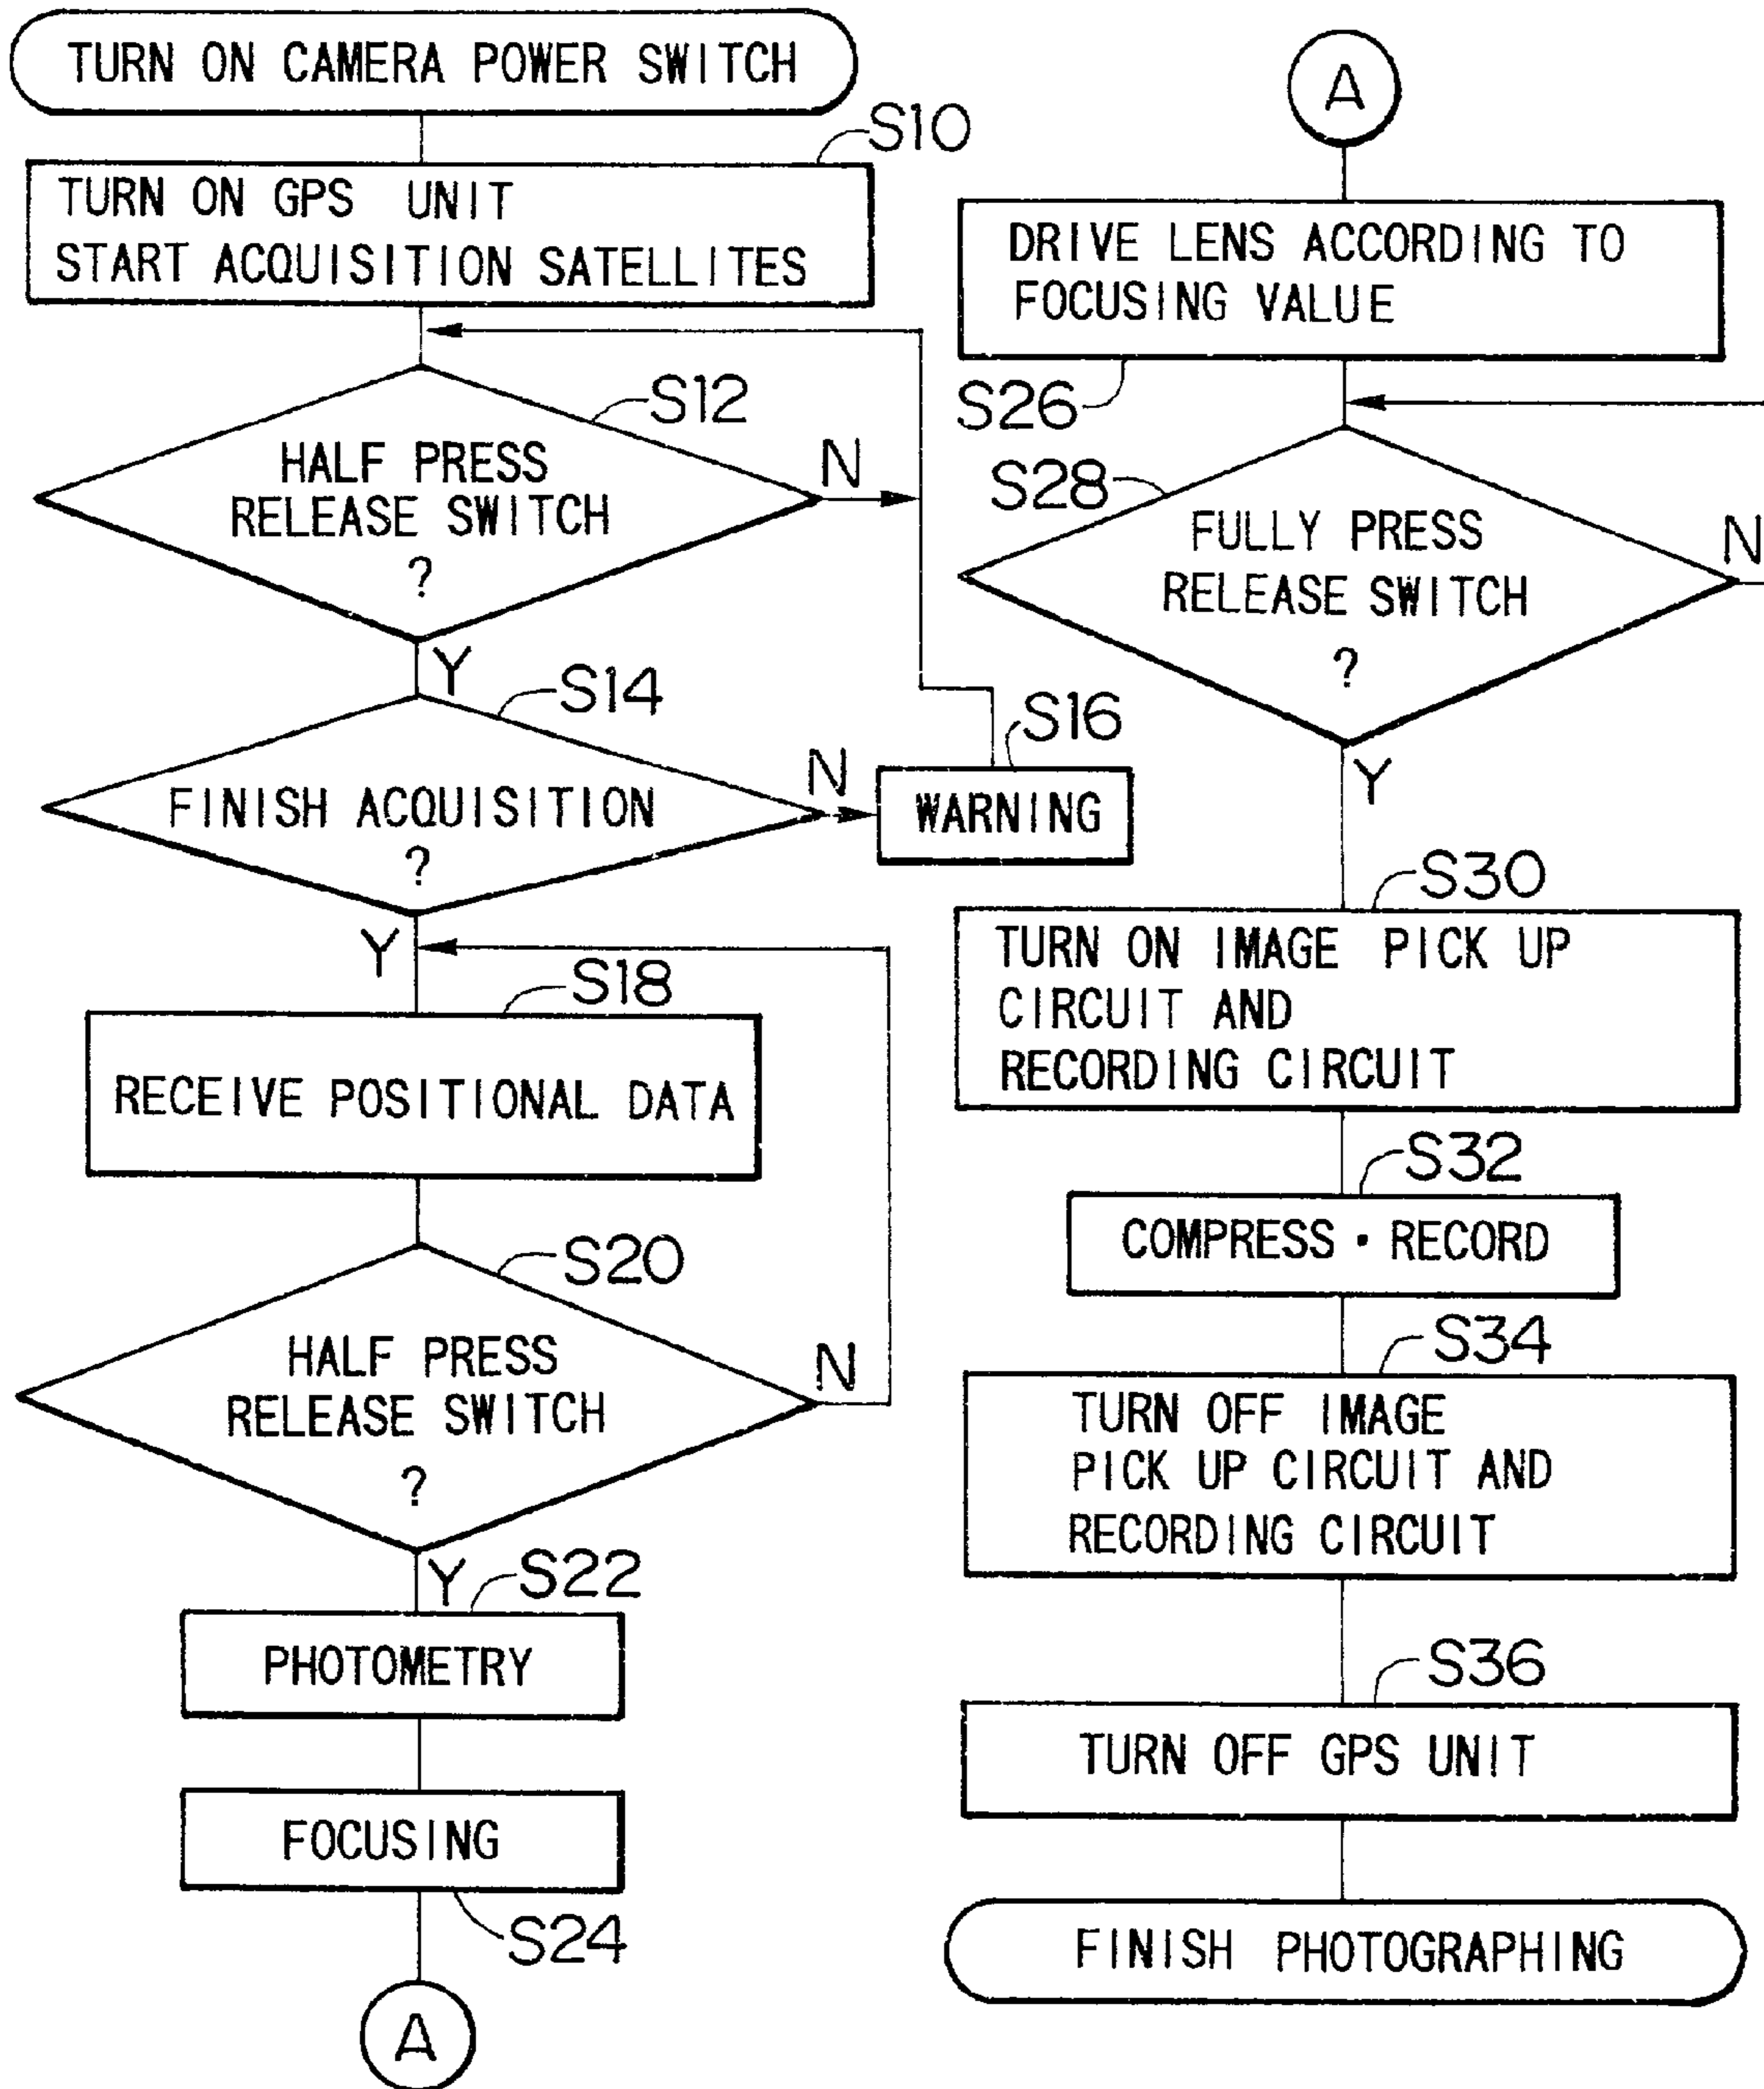 TURN ON CAMERA POWER SWITCH
S10
TURN ON GPS UNIT
START ACQUISITION SATELLITES
S12
HALF PRESS
RELEASE SWITCH
?
N
Y
S14
FINISH ACQUISITION
?
N
S16
WARNING
Y
S18
RECEIVE POSITIONAL DATA
S20
HALF PRESS
RELEASE SWITCH
?
N
Y
S22
PHOTOMETRY
FOCUSING
S24
A
A
DRIVE LENS ACCORDING TO
FOCUSING VALUE
S26
S28
FULLY PRESS
RELEASE SWITCH
?
N
Y
S30
TURN ON IMAGE PICK UP
CIRCUIT AND
RECORDING CIRCUIT
S32
COMPRESS・RECORD
S34
TURN OFF IMAGE
PICK UP CIRCUIT AND
RECORDING CIRCUIT
S36
TURN OFF GPS UNIT
FINISH PHOTOGRAPHING